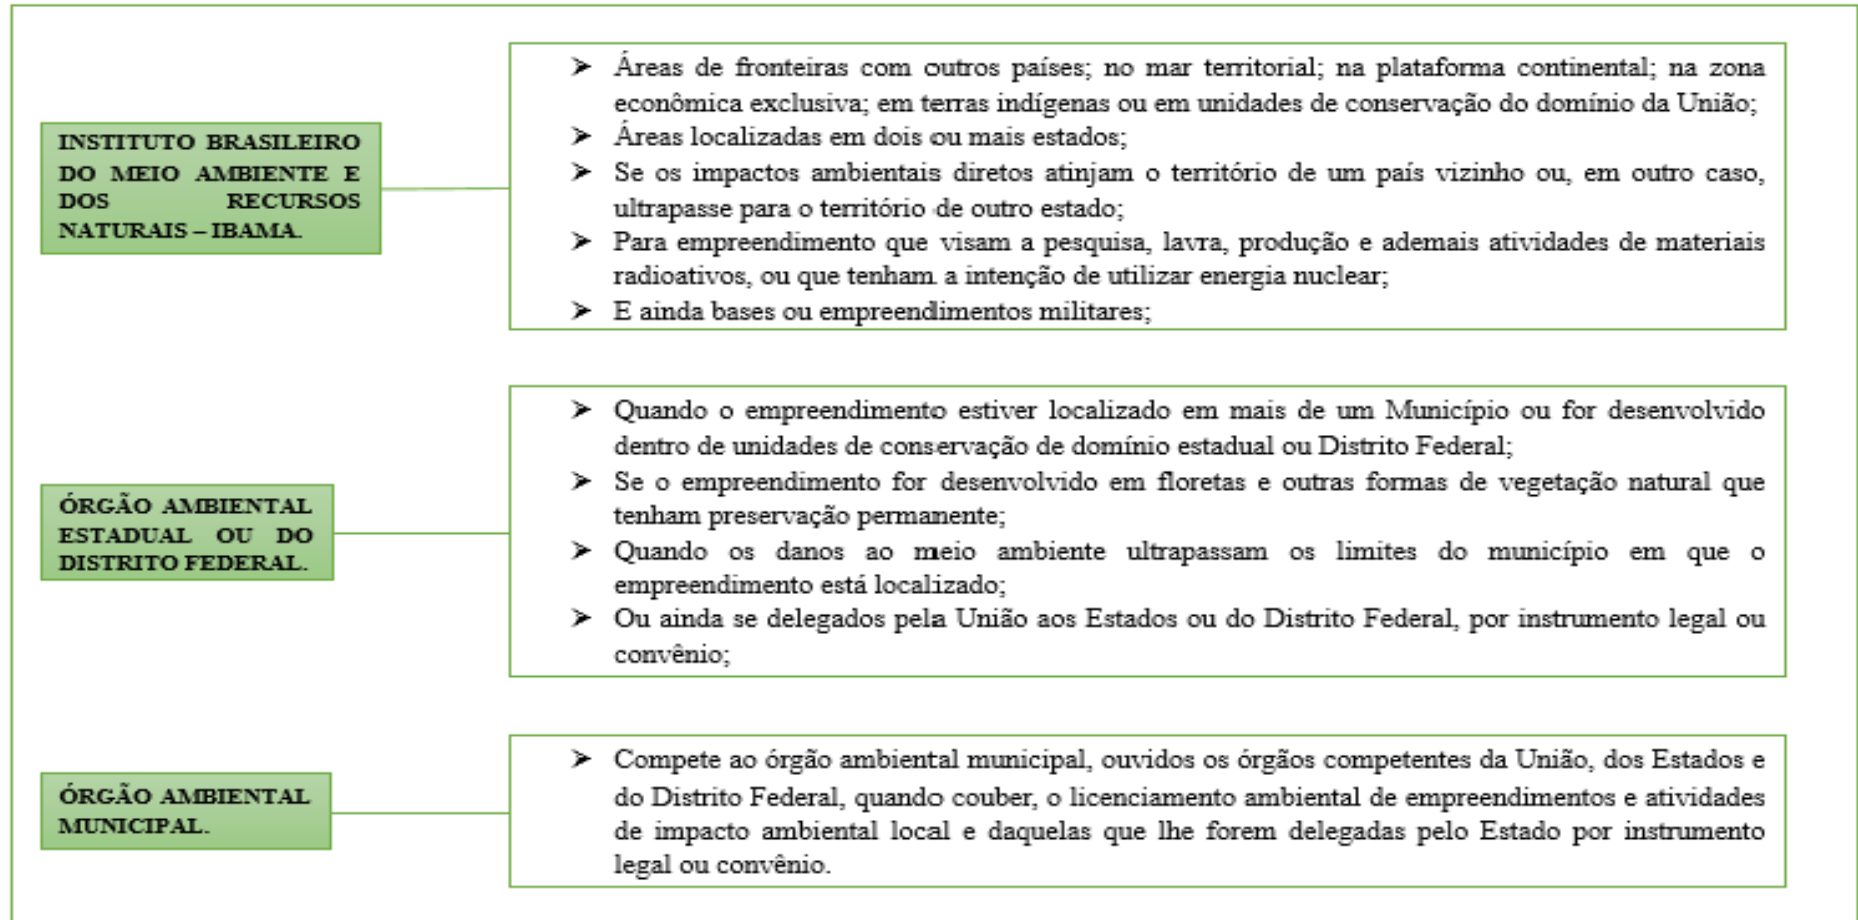 INSTITUTO BRASILEIRO
DO MEIO AMBIENTE E
DOS RECURSOS
NATURAIS – IBAMA.
➤ Áreas de fronteiras com outros países; no mar territorial; na plataforma continental; na zona
econômica exclusiva; em terras indígenas ou em unidades de conservação do domínio da União;
➤ Áreas localizadas em dois ou mais estados;
➤ Se os impactos ambientais diretos atinjam o território de um país vizinho ou, em outro caso,
ultrapasse para o território de outro estado;
➤ Para empreendimento que visam a pesquisa, lavra, produção e ademais atividades de materiais
radioativos, ou que tenham a intenção de utilizar energia nuclear;
➤ E ainda bases ou empreendimentos militares;
ÓRGÃO AMBIENTAL
ESTADUAL OU DO
DISTRITO FEDERAL.
➤ Quando o empreendimento estiver localizado em mais de um Município ou for desenvolvido
dentro de unidades de conservação de domínio estadual ou Distrito Federal;
➤ Se o empreendimento for desenvolvido em floretas e outras formas de vegetação natural que
tenham preservação permanente;
➤ Quando os danos ao meio ambiente ultrapassam os limites do município em que o
empreendimento está localizado;
➤ Ou ainda se delegados pela União aos Estados ou do Distrito Federal, por instrumento legal ou
convênio;
ÓRGÃO AMBIENTAL
MUNICIPAL.
➤ Compete ao órgão ambiental municipal, ouvidos os órgãos competentes da União, dos Estados e
do Distrito Federal, quando couber, o licenciamento ambiental de empreendimentos e atividades
de impacto ambiental local e daquelas que lhe forem delegadas pelo Estado por instrumento
legal ou convênio.